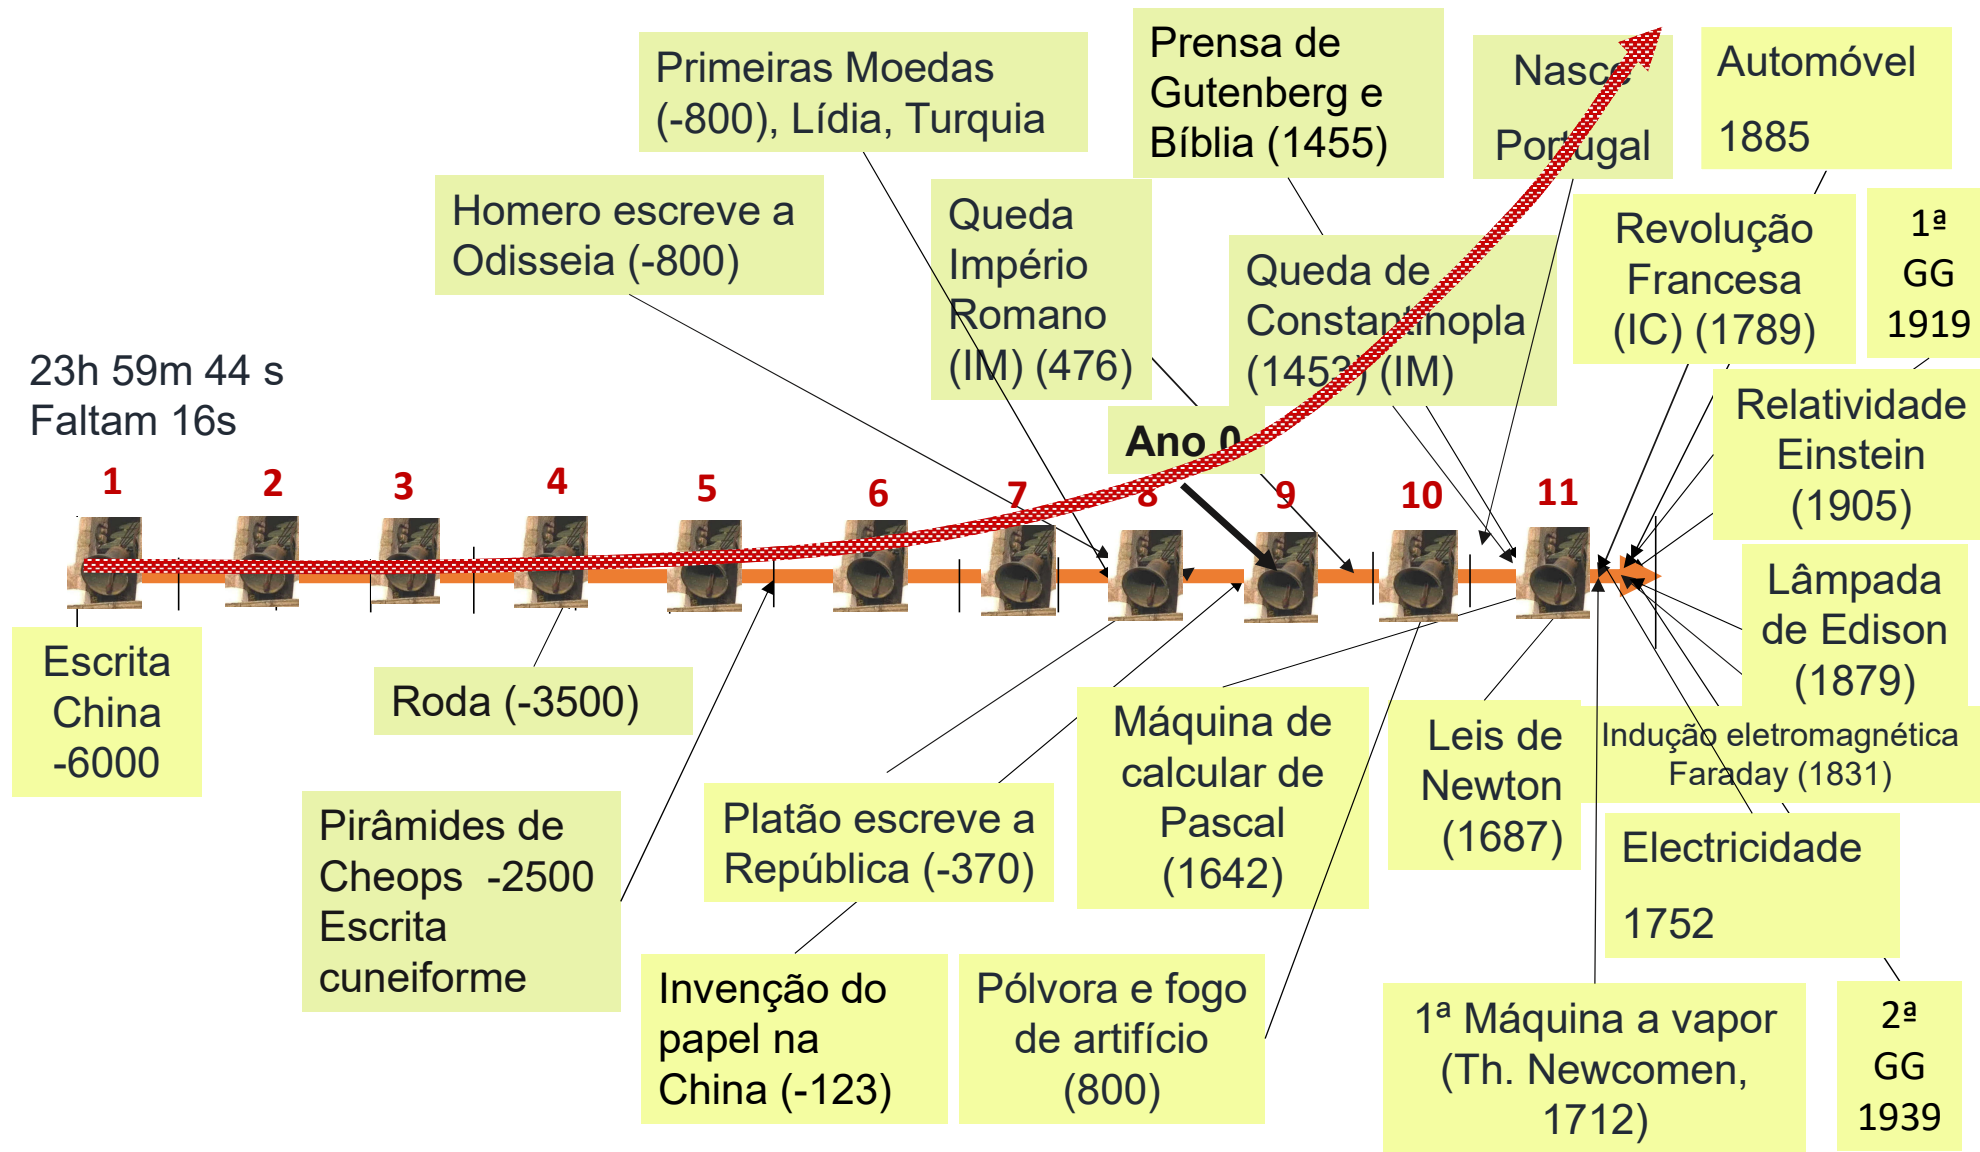 Primeiras Moedas
(-800), Lídia, Turquia
Prensa de
Gutenberg e
Bíblia (1455)
Nasce
Portugal
Automóvel
1885
Homero escreve a
Odisseia (-800)
Queda
Império
Romano
(IM) (476)
Queda de
Constantinopla
(1453) (IM)
Revolução
Francesa
(IC) (1789)
1ª
GG
1919
23h 59m 44 s
Faltam 16s
Ano 0
Relatividade
Einstein
(1905)
1
2
3
4
5
6
7
8
9
10
11
Escrita
China
-6000
Roda (-3500)
Lâmpada
de Edison
(1879)
Pirâmides de
Cheops -2500
Escrita
cuneiforme
Platão escreve a
República (-370)
Máquina de
calcular de
Pascal
(1642)
Leis de
Newton
(1687)
Indução eletromagnética
Faraday (1831)
Electricidade
1752
Invenção do
papel na
China (-123)
Pólvora e fogo
de artifício
(800)
1ª Máquina a vapor
(Th. Newcomen,
1712)
2ª
GG
1939